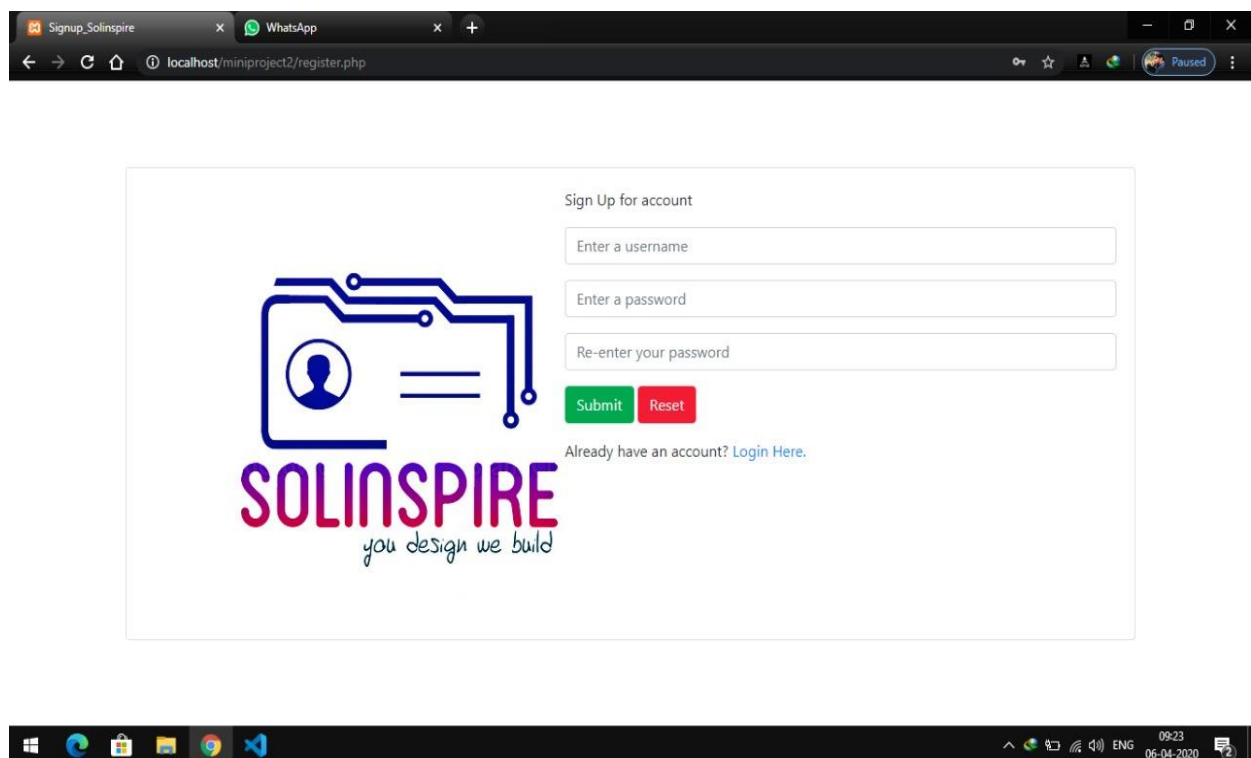 Signup_Solinspire
WhatsApp
localhost/miniproject2/register.php
Paused
Sign Up for account
Enter a username
Enter a password
Re-enter your password
Submit Reset
Already have an account? Login Here.
SOLINSPIRE
you design we build
ENG
09:23
06-04-2020
2